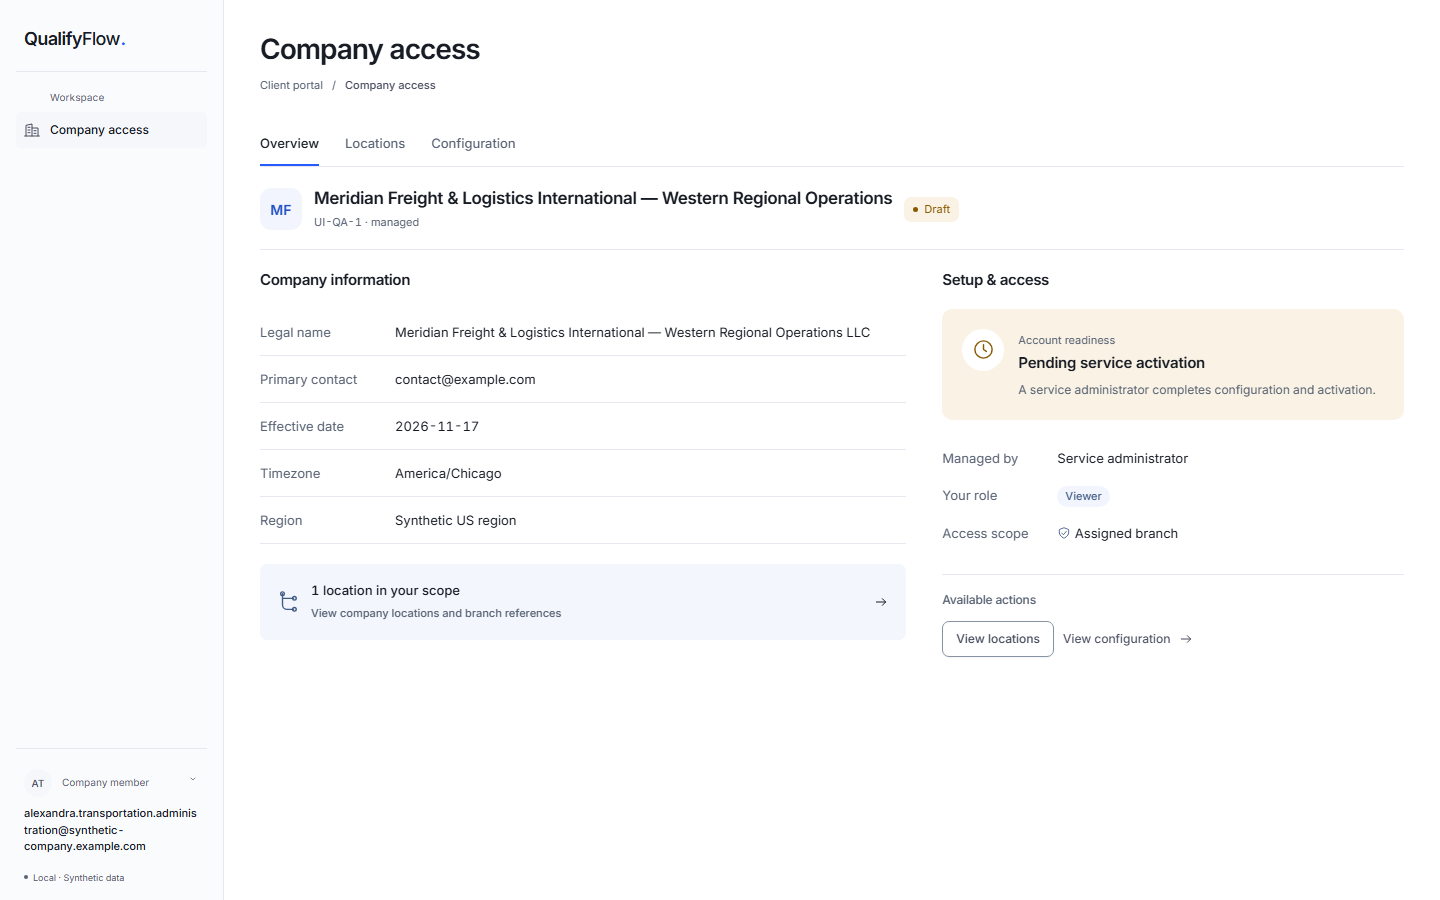 QualifyFlow.
Workspace
Company access
AT
Company member
alexandra.transportation.adminis
tration@synthetic-
company.example.com
Local · Synthetic data
Company access
Client portal / Company access
Overview Locations Configuration
MF
Meridian Freight & Logistics International — Western Regional Operations
Draft
UI-QA-1 · managed
Company information
Legal name Meridian Freight & Logistics International — Western Regional Operations LLC
Primary contact contact@example.com
Effective date 2026-11-17
Timezone America/Chicago
Region Synthetic US region
1 location in your scope
View company locations and branch references
Setup & access
Account readiness
Pending service activation
A service administrator completes configuration and activation.
Managed by Service administrator
Your role Viewer
Access scope Assigned branch
Available actions
View locations View configuration